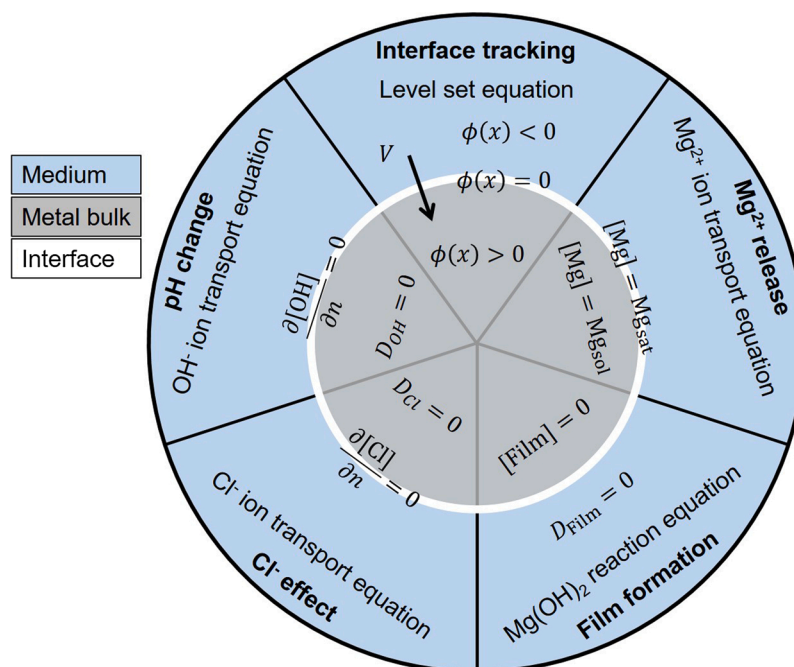 Medium
Metal bulk
Interface
Interface tracking
Level set equation
ϕ(x) < 0
V
ϕ(x) = 0
ϕ(x) > 0
Mg²⁺ release
Mg²⁺ ion transport equation
[Mg] = Mg_sat
[Mg] = Mg_sol
pH change
OH⁻ ion transport equation
∂[OH]/∂n = 0
D_OH = 0
D_Cl = 0
∂[Cl]/∂n = 0
Cl⁻ ion transport equation
Cl⁻ effect
[Film] = 0
D_Film = 0
Mg(OH)₂ reaction equation
Film formation